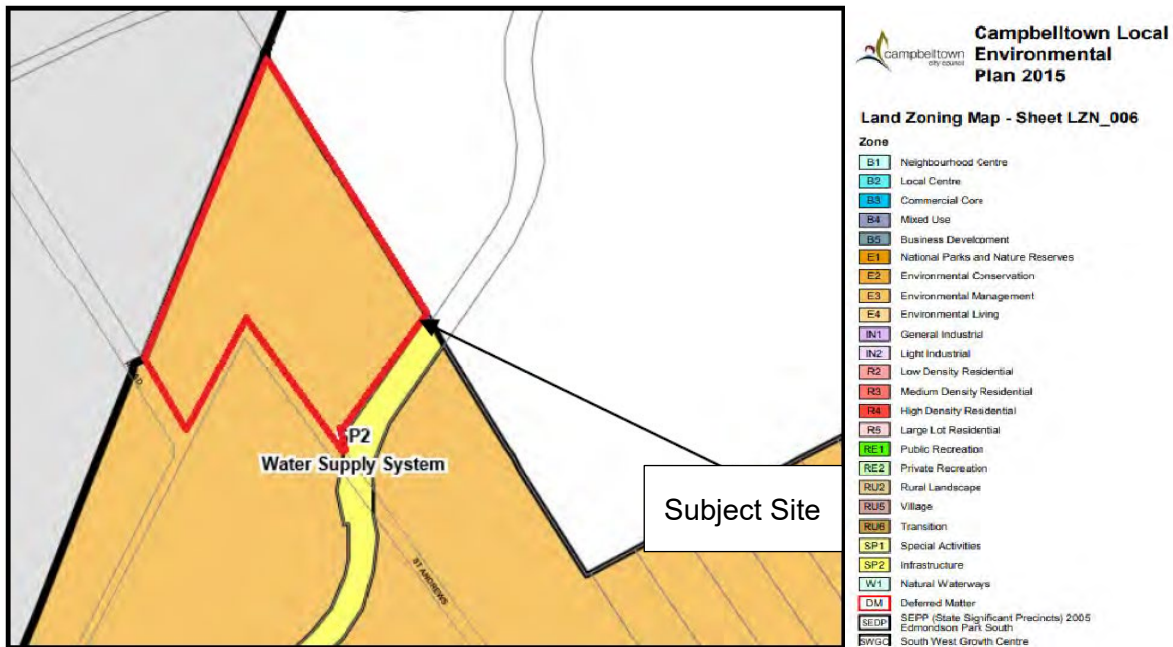 ROAD
SP2
Water Supply System
ST ANDREWS
Subject Site
campbelltown
city council
Campbelltown Local
Environmental
Plan 2015
Land Zoning Map - Sheet LZN_006
Zone
B1 Neighbourhood Centre
B2 Local Centre
B3 Commercial Core
B4 Mixed Use
B5 Business Development
E1 National Parks and Nature Reserves
E2 Environmental Conservation
E3 Environmental Management
E4 Environmental Living
IN1 General Industrial
IN2 Light Industrial
R2 Low Density Residential
R3 Medium Density Residential
R4 High Density Residential
R5 Large Lot Residential
RE1 Public Recreation
RE2 Private Recreation
RU2 Rural Landscape
RU5 Village
RU6 Transition
SP1 Special Activities
SP2 Infrastructure
W1 Natural Waterways
DM Deferred Matter
SEDP SEPP (State Significant Precincts) 2005
Edmondson Park South
SWGC South West Growth Centre